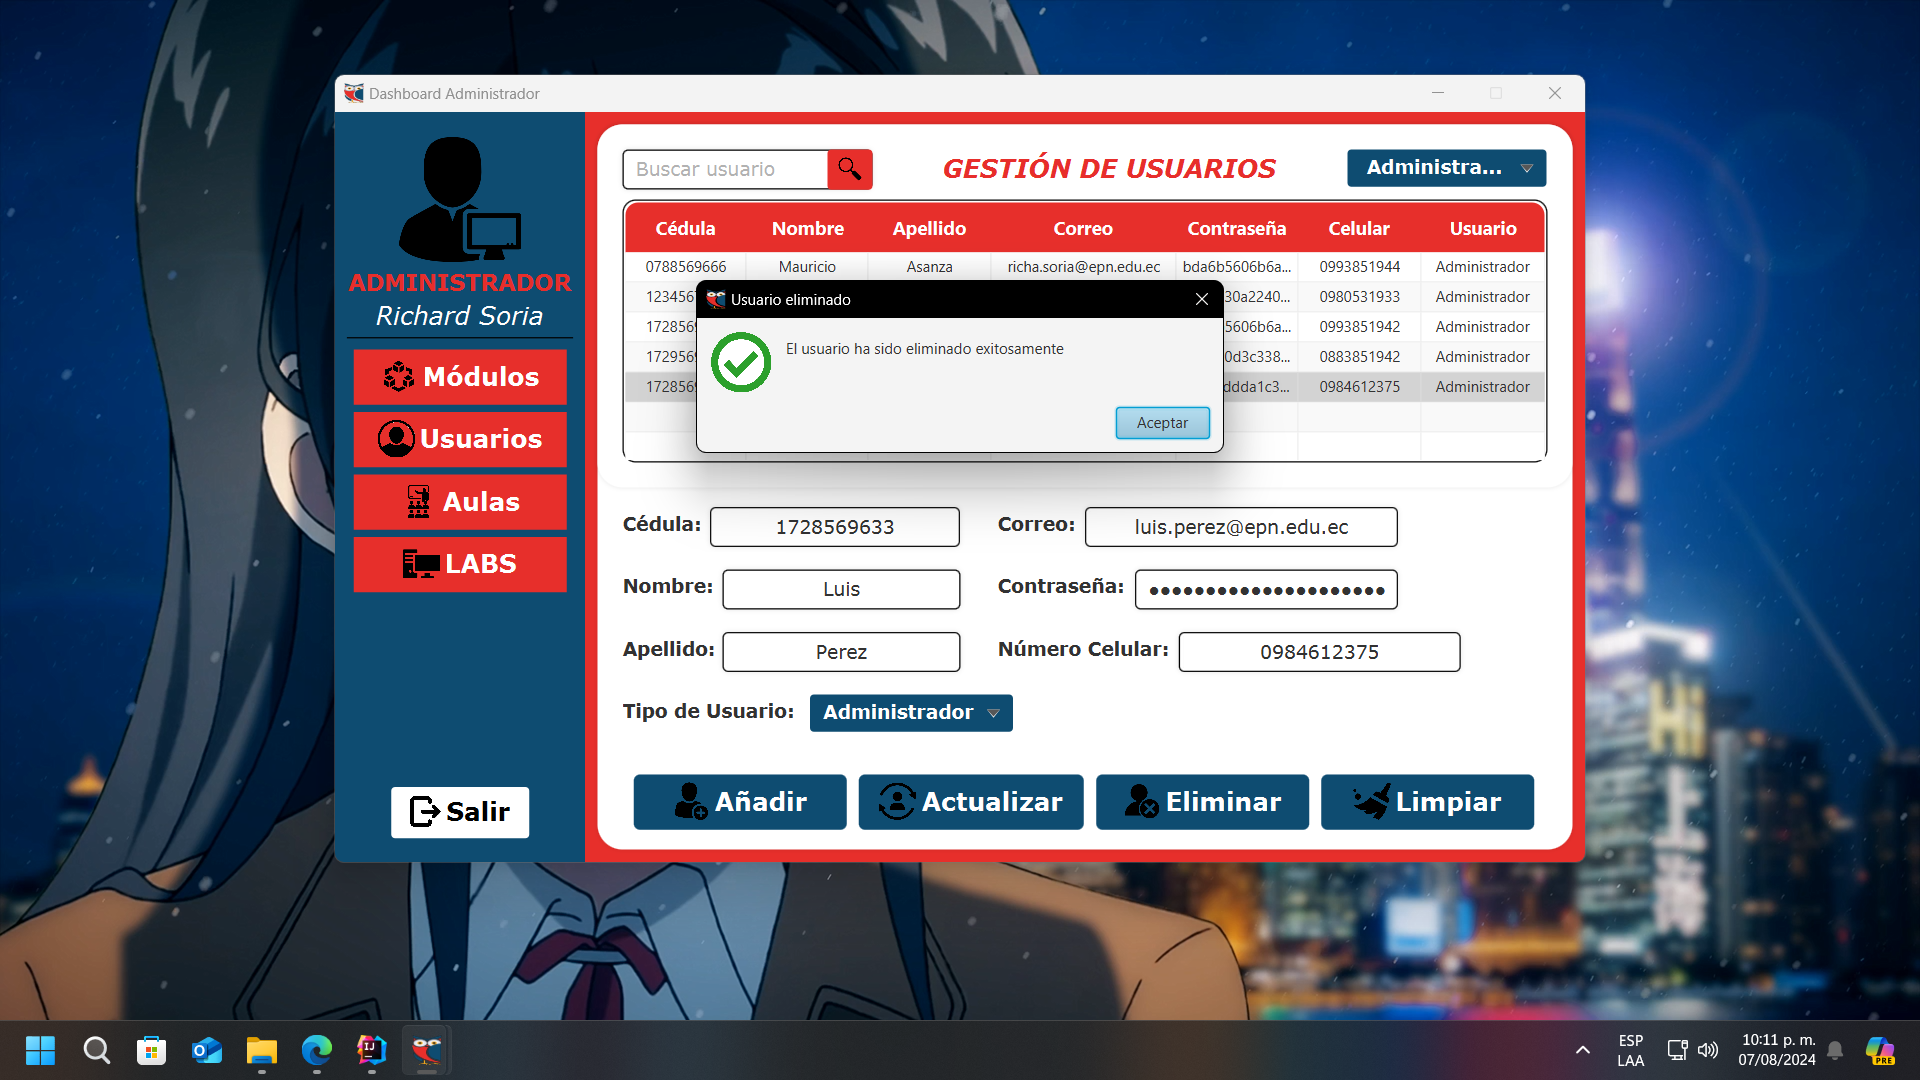 Dashboard Administrador
ADMINISTRADOR
Richard Soria
Módulos
Usuarios
Aulas
LABS
Salir
Buscar usuario
GESTIÓN DE USUARIOS
Administra...
Cédula Nombre Apellido Correo Contraseña Celular Usuario
0788569666 Mauricio Asanza richa.soria@epn.edu.ec bda6b5606b6a... 0993851944 Administrador
123456 30a2240... 0980531933 Administrador
172856 5606b6a... 0993851942 Administrador
172956 0d3c338... 0883851942 Administrador
172856 ddda1c3... 0984612375 Administrador
Usuario eliminado
El usuario ha sido eliminado exitosamente
Aceptar
Cédula: 1728569633 Correo: luis.perez@epn.edu.ec
Nombre: Luis Contraseña: ●●●●●●●●●●●●●●●●●●●●●
Apellido: Perez Número Celular: 0984612375
Tipo de Usuario: Administrador
Añadir Actualizar Eliminar Limpiar
Hi
IJ
ESP
LAA
10:11 p. m.
07/08/2024
PRE